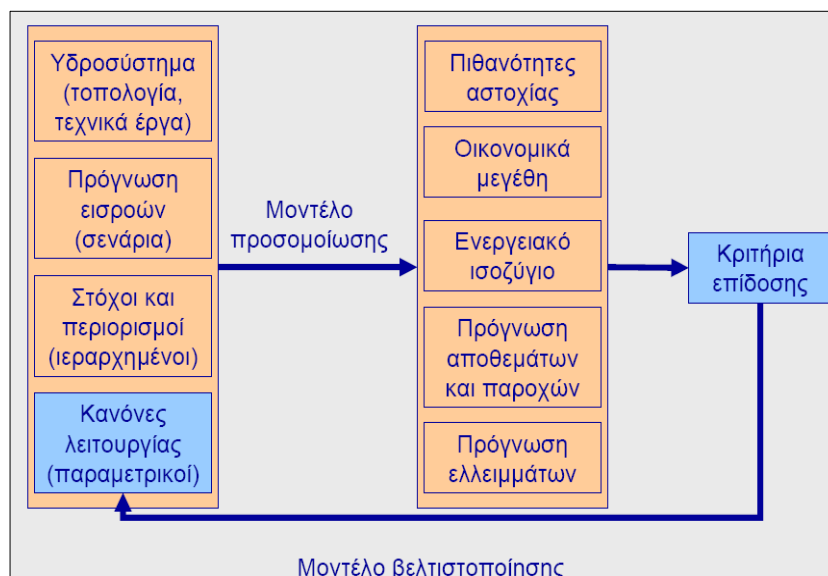 Υδροσύστημα
(τοπολογία,
τεχνικά έργα)
Πρόγνωση
εισροών
(σενάρια)
Στόχοι και
περιορισμοί
(ιεραρχημένοι)
Κανόνες
λειτουργίας
(παραμετρικοί)
Μοντέλο
προσομοίωσης
Πιθανότητες
αστοχίας
Οικονομικά
μεγέθη
Ενεργειακό
ισοζύγιο
Πρόγνωση
αποθεμάτων
και παροχών
Πρόγνωση
ελλειμμάτων
Κριτήρια
επίδοσης
Μοντέλο βελτιστοποίησης